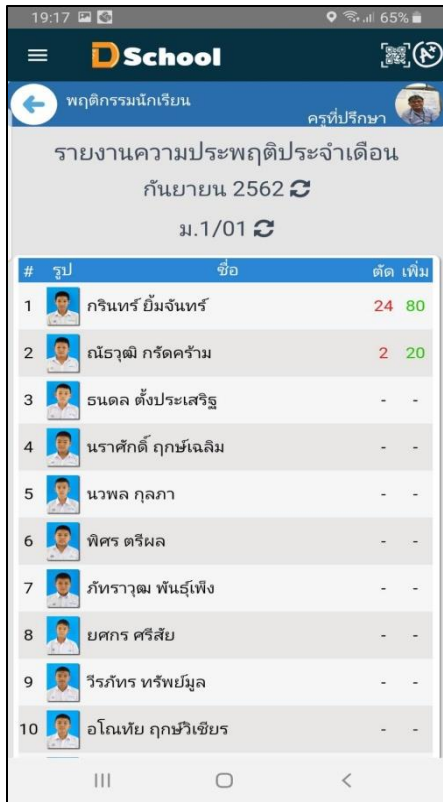 19:17 65%
DSchool
A+
พฤติกรรมนักเรียน
ครูที่ปรึกษา
รายงานความประพฤติประจำเดือน
กันยายน 2562
ม.1/01
# รูป ชื่อ ตัด เพิ่ม
1 กรินทร์ ยิ้มจันทร์ 24 80
2 ณัธวุฒิ กรัดคร้าม 2 20
3 ธนดล ตั้งประเสริฐ - -
4 นราศักดิ์ ฤกษ์เฉลิม - -
5 นวพล กุลภา - -
6 พิศร ตรีผล - -
7 ภัทราวุฒ พันธุ์เพ็ง - -
8 ยศกร ศรีสัย - -
9 วีรภัทร ทรัพย์มูล - -
10 อโณทัย ฤกษ์วิเชียร - -